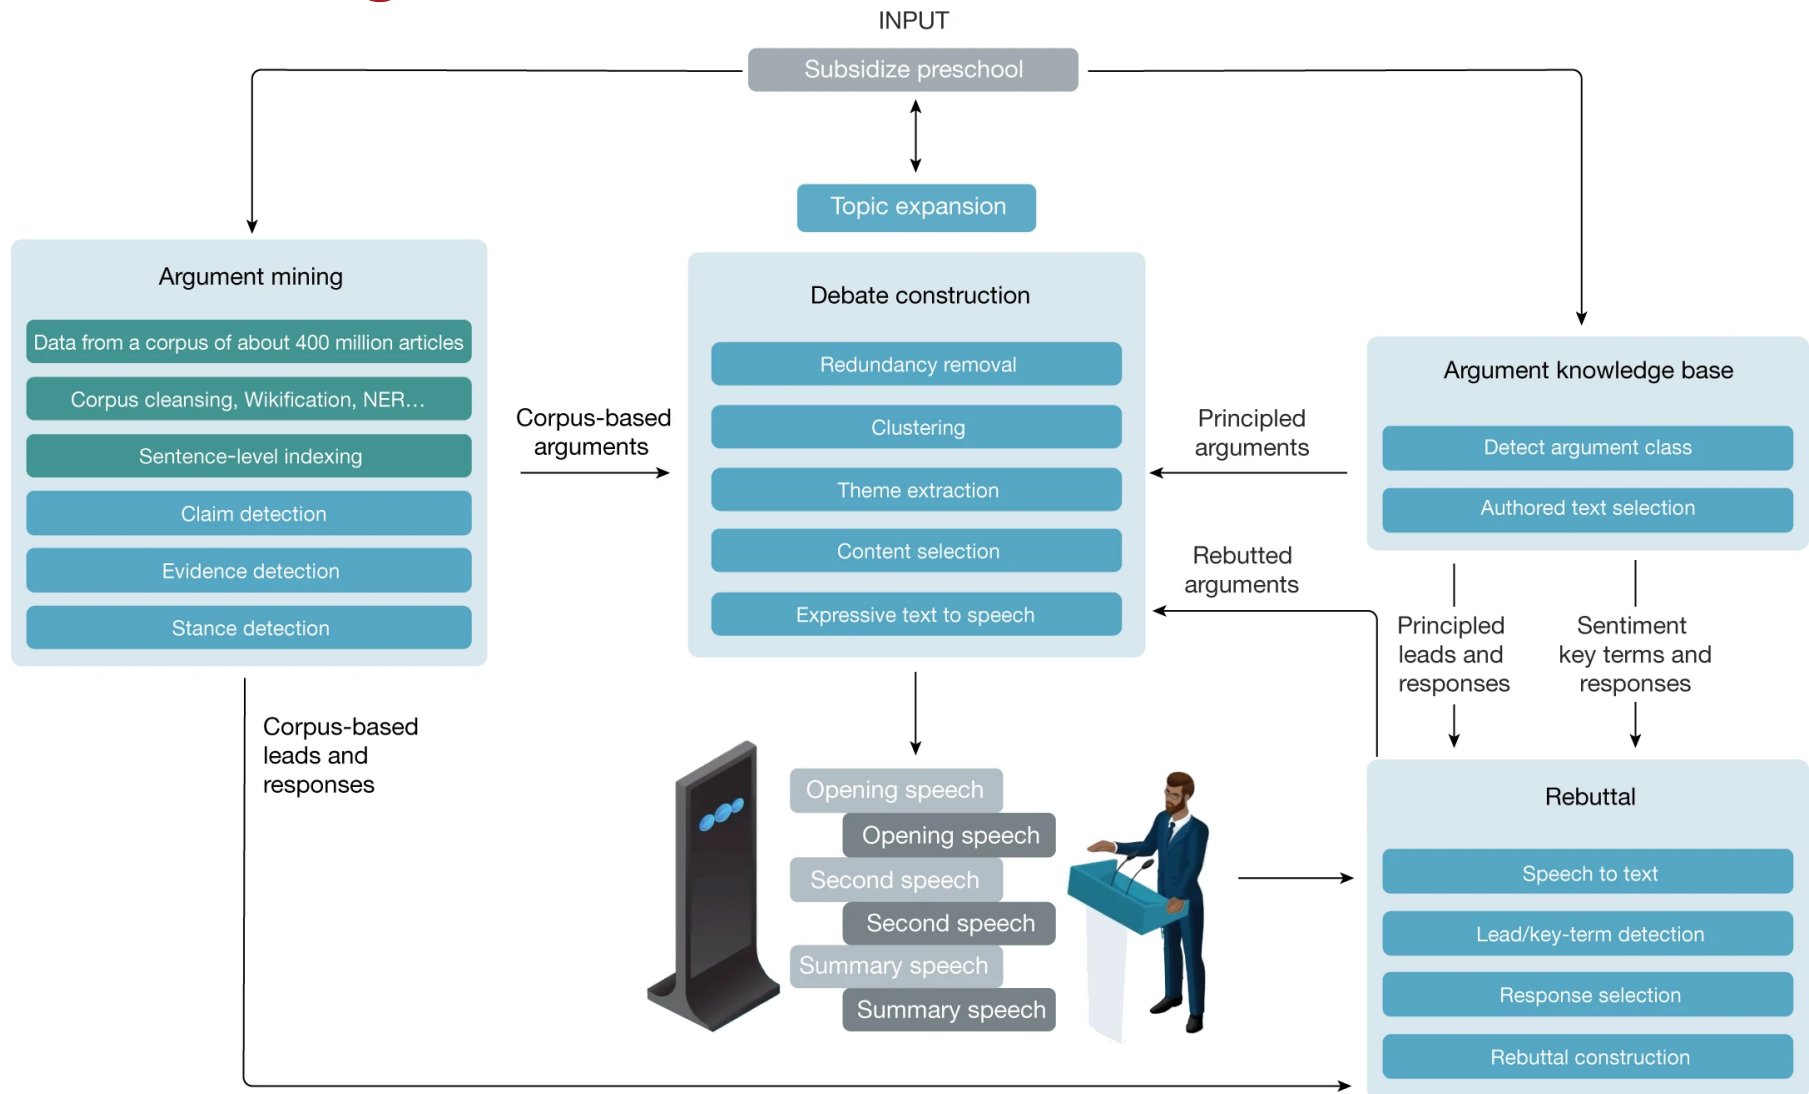 INPUT
Subsidize preschool
Topic expansion
Argument mining
Data from a corpus of about 400 million articles
Corpus cleansing, Wikification, NER...
Sentence-level indexing
Claim detection
Evidence detection
Stance detection
Corpus-based
arguments
Debate construction
Redundancy removal
Clustering
Theme extraction
Content selection
Expressive text to speech
Principled
arguments
Rebutted
arguments
Argument knowledge base
Detect argument class
Authored text selection
Principled
leads and
responses
Sentiment
key terms and
responses
Corpus-based
leads and
responses
Opening speech
Opening speech
Second speech
Second speech
Summary speech
Summary speech
Rebuttal
Speech to text
Lead/key-term detection
Response selection
Rebuttal construction